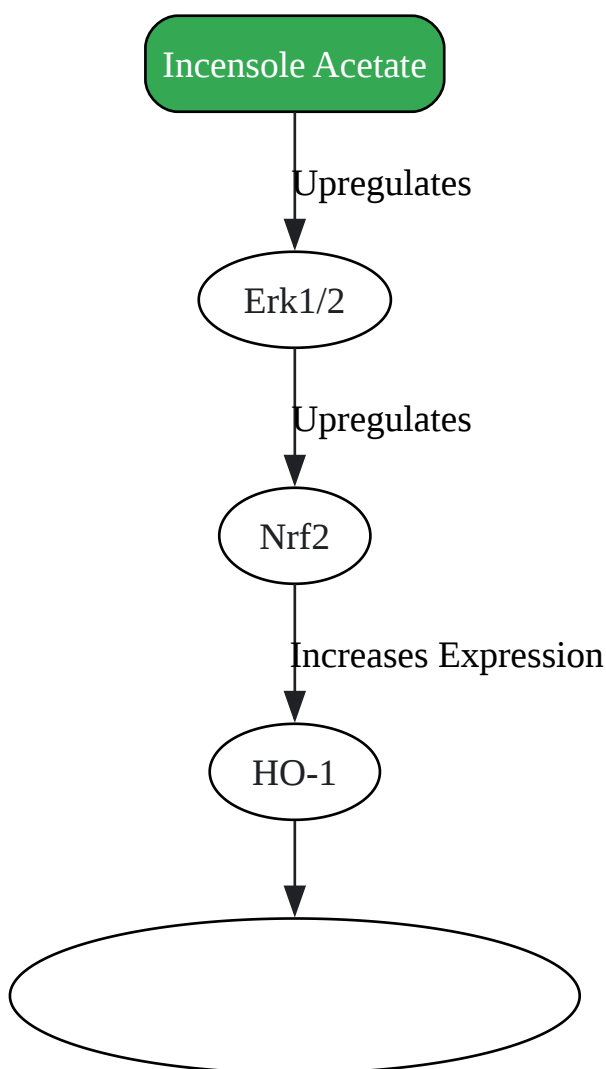 Incensole Acetate
Upregulates
Erk1/2
Upregulates
Nrf2
Increases Expression
HO-1